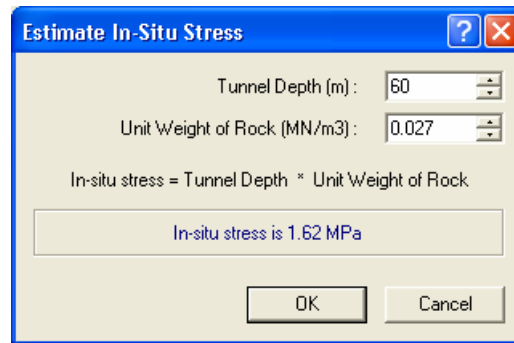 Estimate In-Situ Stress
Tunnel Depth (m) : 60
Unit Weight of Rock (MN/m3) : 0.027
In-situ stress = Tunnel Depth * Unit Weight of Rock
In-situ stress is 1.62 MPa
OK Cancel